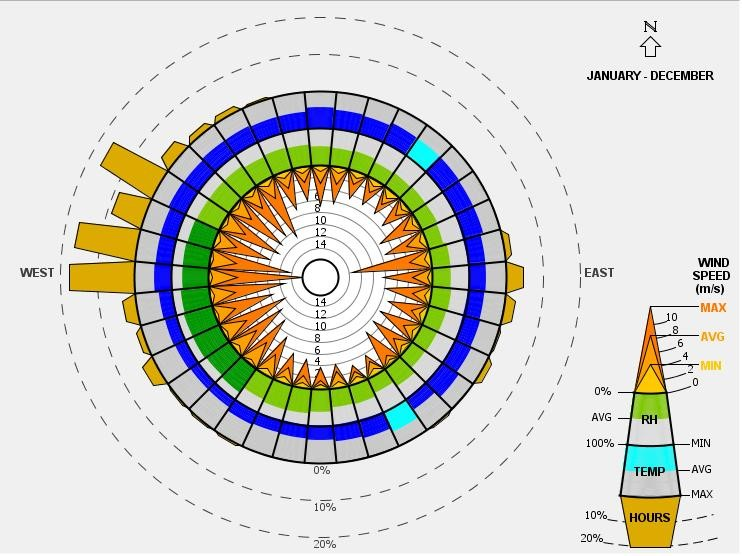 N
JANUARY - DECEMBER
6
8
10
12
14
WEST
EAST
14
12
10
8
6
4
0%
10%
20%
WIND
SPEED
(m/s)
MAX
10
8
AVG
6
4
MIN
2
0
0%
AVG
RH
100%
MIN
TEMP
AVG
MAX
HOURS
10%
20%